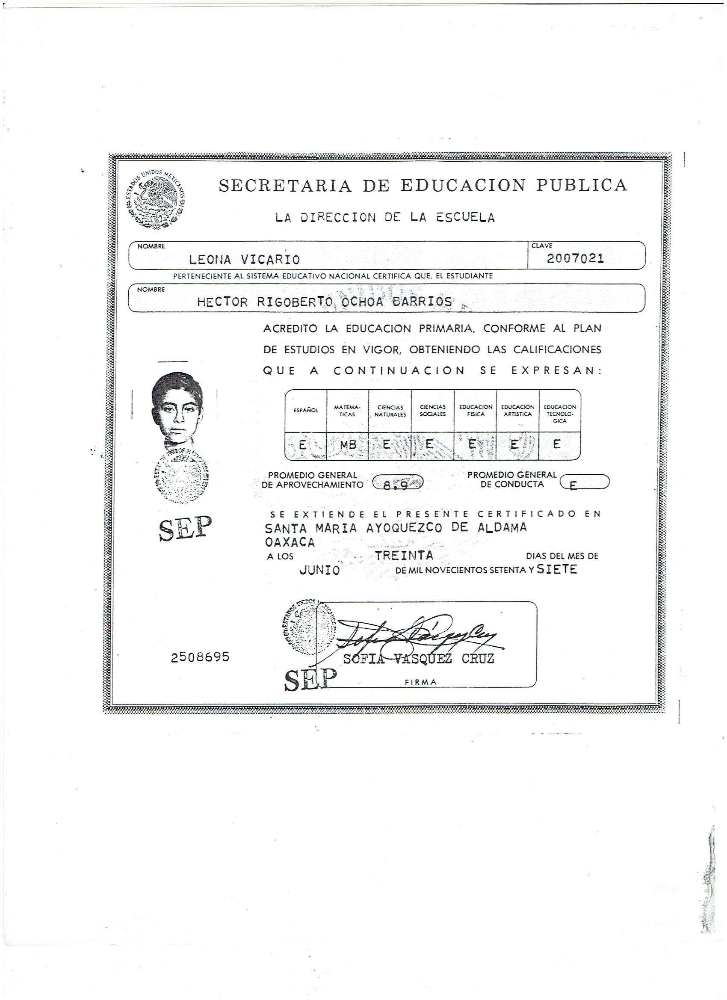 ESTADOS UNIDOS MEXICANOS
SECRETARIA DE EDUCACION PUBLICA
LA DIRECCION DE LA ESCUELA
NOMBRE CLAVE
LEONA VICARIO 2007021
PERTENECIENTE AL SISTEMA EDUCATIVO NACIONAL CERTIFICA QUE, EL ESTUDIANTE
NOMBRE
HECTOR RIGOBERTO OCHOA BARRIOS
ACREDITO LA EDUCACION PRIMARIA, CONFORME AL PLAN
DE ESTUDIOS EN VIGOR, OBTENIENDO LAS CALIFICACIONES
QUE A CONTINUACION SE EXPRESAN:
ESPAÑOL MATEMA- CIENCIAS CIENCIAS EDUCACION EDUCACION EDUCACION
TICAS NATURALES SOCIALES FISICA ARTISTICA TECNOLO-
GICA
E MB E E E E E
PROMEDIO GENERAL PROMEDIO GENERAL
DE APROVECHAMIENTO 8.9 DE CONDUCTA E
SE EXTIENDE EL PRESENTE CERTIFICADO EN
SEP
SANTA MARIA AYOQUEZCO DE ALDAMA
OAXACA
A LOS TREINTA DIAS DEL MES DE
JUNIO DE MIL NOVECIENTOS SETENTA Y SIETE
ESTADOS UNIDOS MEXICANOS
2508695
SOFIA VASQUEZ CRUZ
SEP
FIRMA